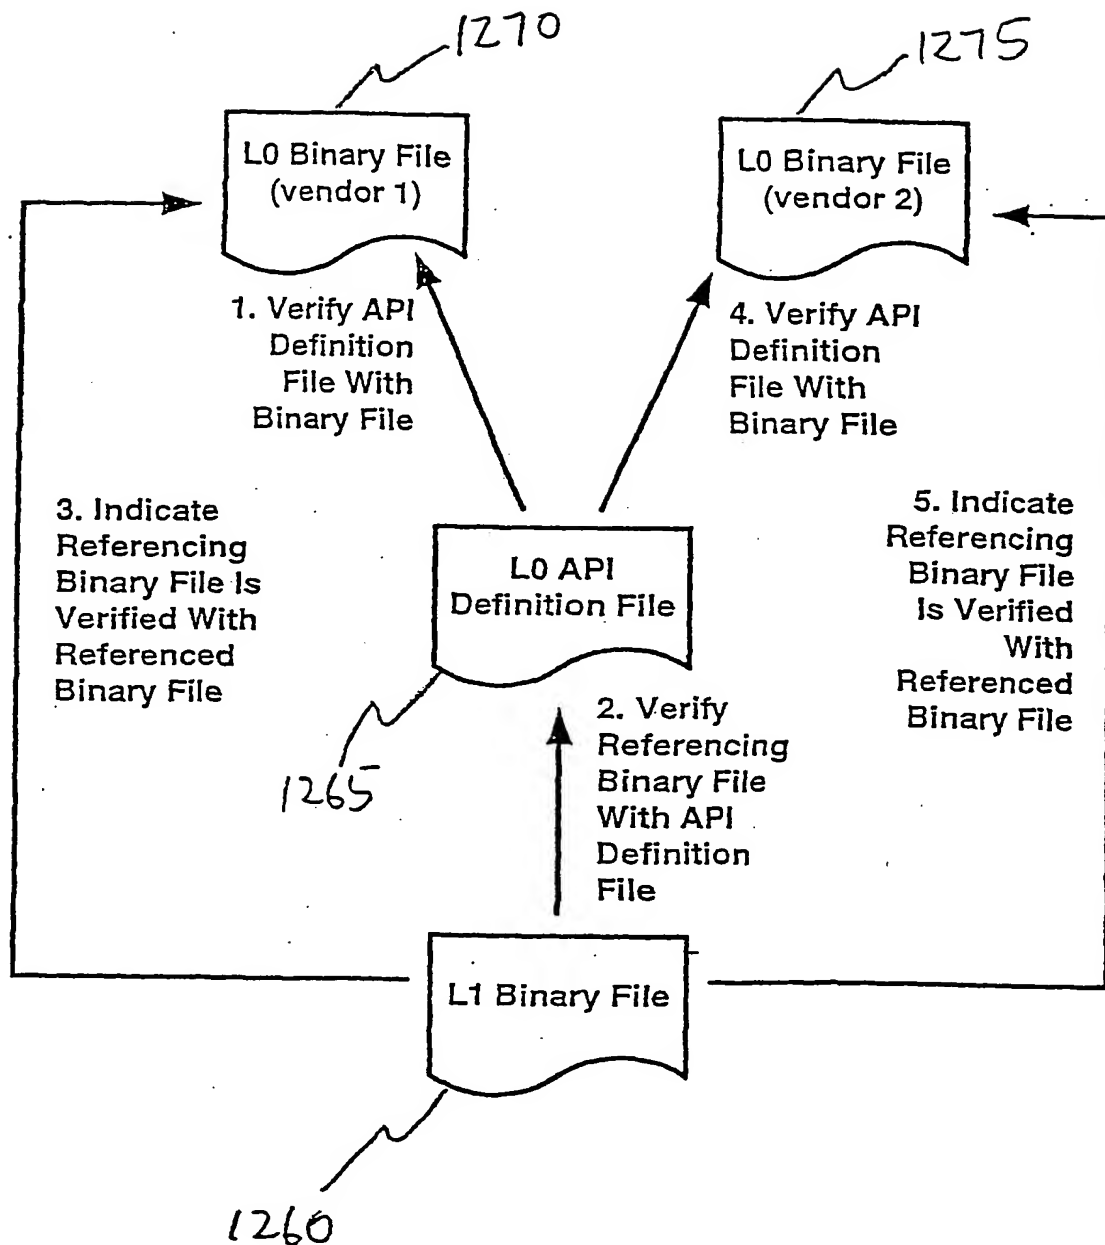 1270
1275
L0 Binary File
(vendor 1)
L0 Binary File
(vendor 2)
1. Verify API
Definition
File With
Binary File
4. Verify API
Definition
File With
Binary File
3. Indicate
Referencing
Binary File Is
Verified With
Referenced
Binary File
L0 API
Definition File
5. Indicate
Referencing
Binary File
Is Verified
With
Referenced
Binary File
1265
2. Verify
Referencing
Binary File
With API
Definition
File
L1 Binary File
1260